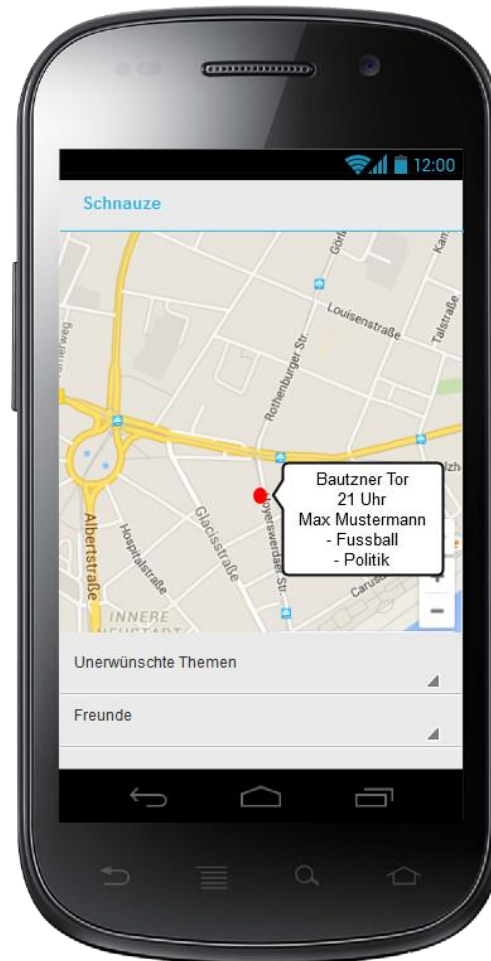 12:00
Schnauze
Louisenstraße
Talstraße
Rothenburger Str.
Bautzner Tor
21 Uhr
Max Mustermann
- Fussball
- Politik
Albertstraße
Hospitalstraße
Glacisstraße
INNERE
Unerwünschte Themen
Freunde